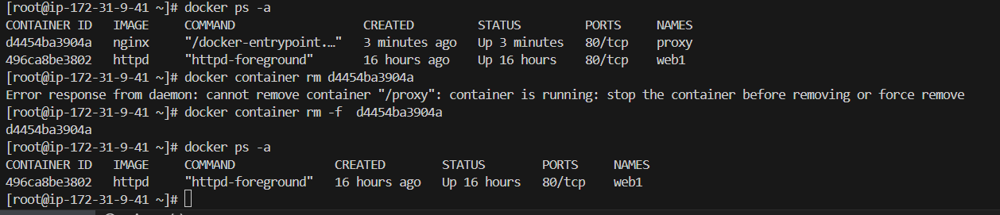 [root@ip-172-31-9-41 ~]# docker ps -a
CONTAINER ID   IMAGE     COMMAND                  CREATED         STATUS         PORTS     NAMES
d4454ba3904a   nginx     "/docker-entrypoint.…"   3 minutes ago   Up 3 minutes   80/tcp    proxy
496ca8be3802   httpd     "httpd-foreground"       16 hours ago    Up 16 hours    80/tcp    web1
[root@ip-172-31-9-41 ~]# docker container rm d4454ba3904a
Error response from daemon: cannot remove container "/proxy": container is running: stop the container before removing or force remove
[root@ip-172-31-9-41 ~]# docker container rm -f  d4454ba3904a
d4454ba3904a
[root@ip-172-31-9-41 ~]# docker ps -a
CONTAINER ID   IMAGE     COMMAND              CREATED        STATUS        PORTS     NAMES
496ca8be3802   httpd     "httpd-foreground"   16 hours ago   Up 16 hours   80/tcp    web1
[root@ip-172-31-9-41 ~]#